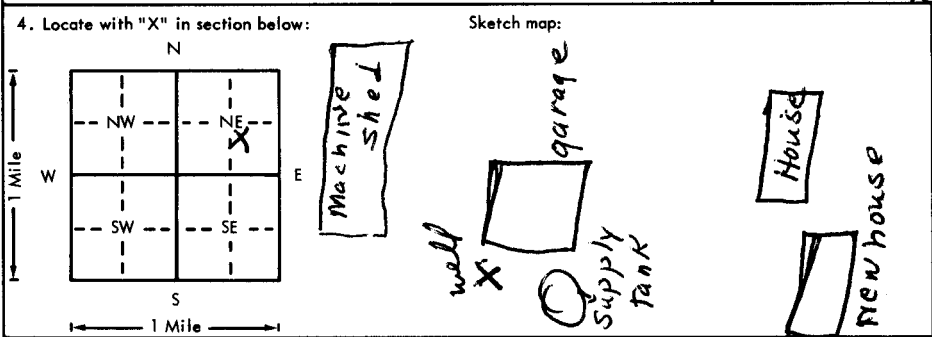 4. Locate with "X" in section below:
Sketch map:
N
NW
NE
X
W
E
SW
SE
S
1 Mile
1 Mile
Machine
shed
garage
well
X
Supply
Tank
House
New house